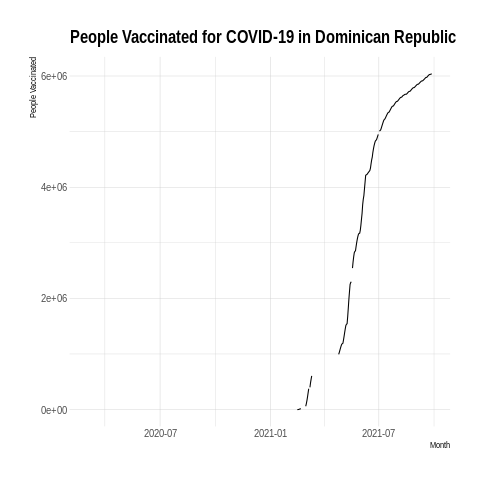 People Vaccinated for COVID-19 in Dominican Republic
People Vaccinated
6e+06
4e+06
2e+06
0e+00
2020-07 2021-01 2021-07
Month